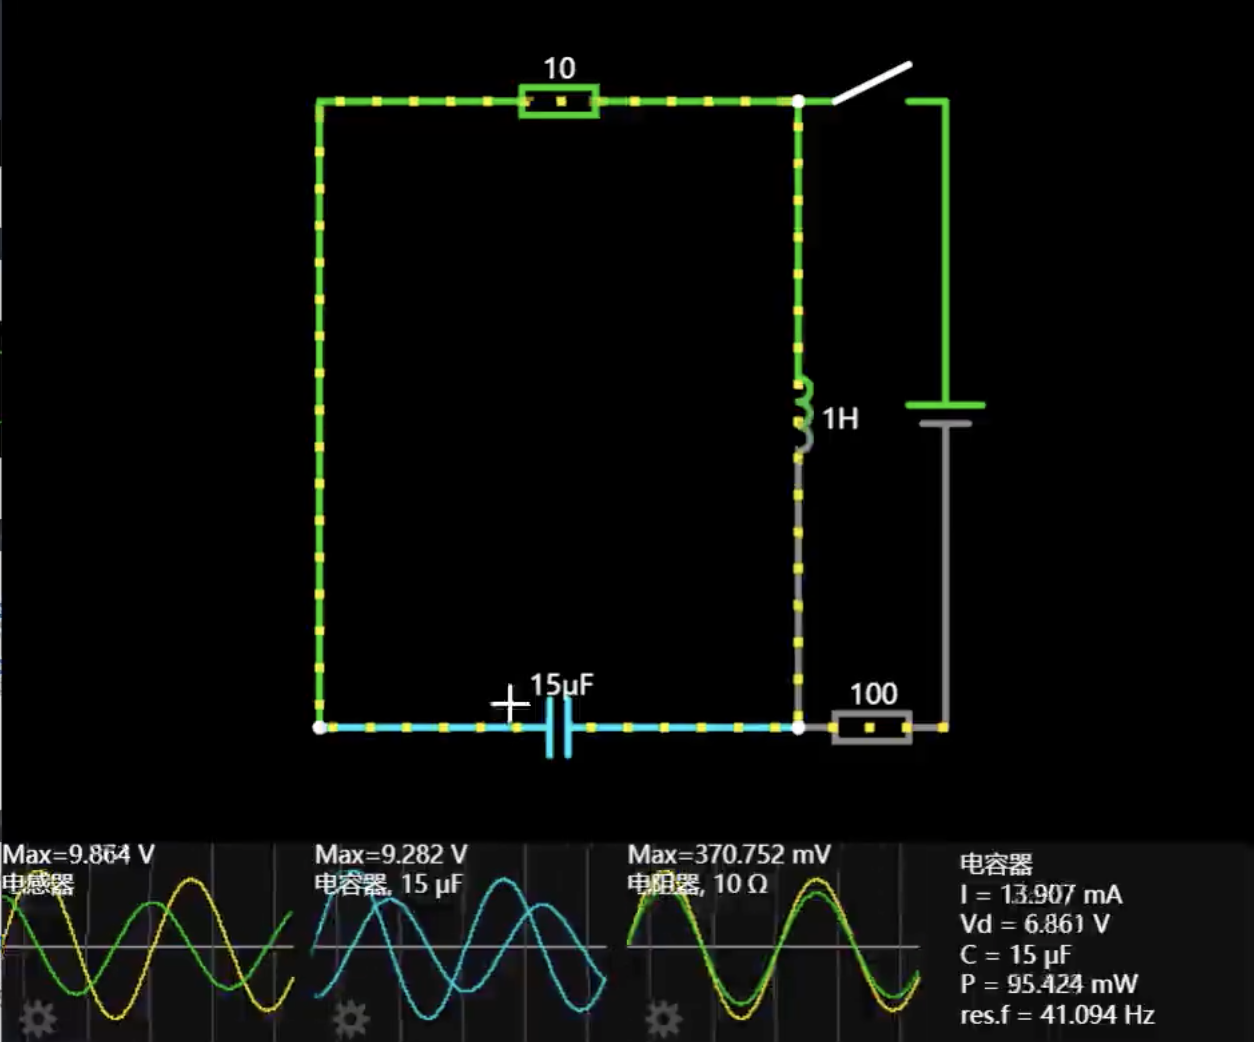 10
1H
15μF
100
Max=9.864 V
电感器
Max=9.282 V
电容器, 15 μF
Max=370.752 mV
电阻器, 10 Ω
电容器
I = 13.907 mA
Vd = 6.861 V
C = 15 μF
P = 95.424 mW
res.f = 41.094 Hz